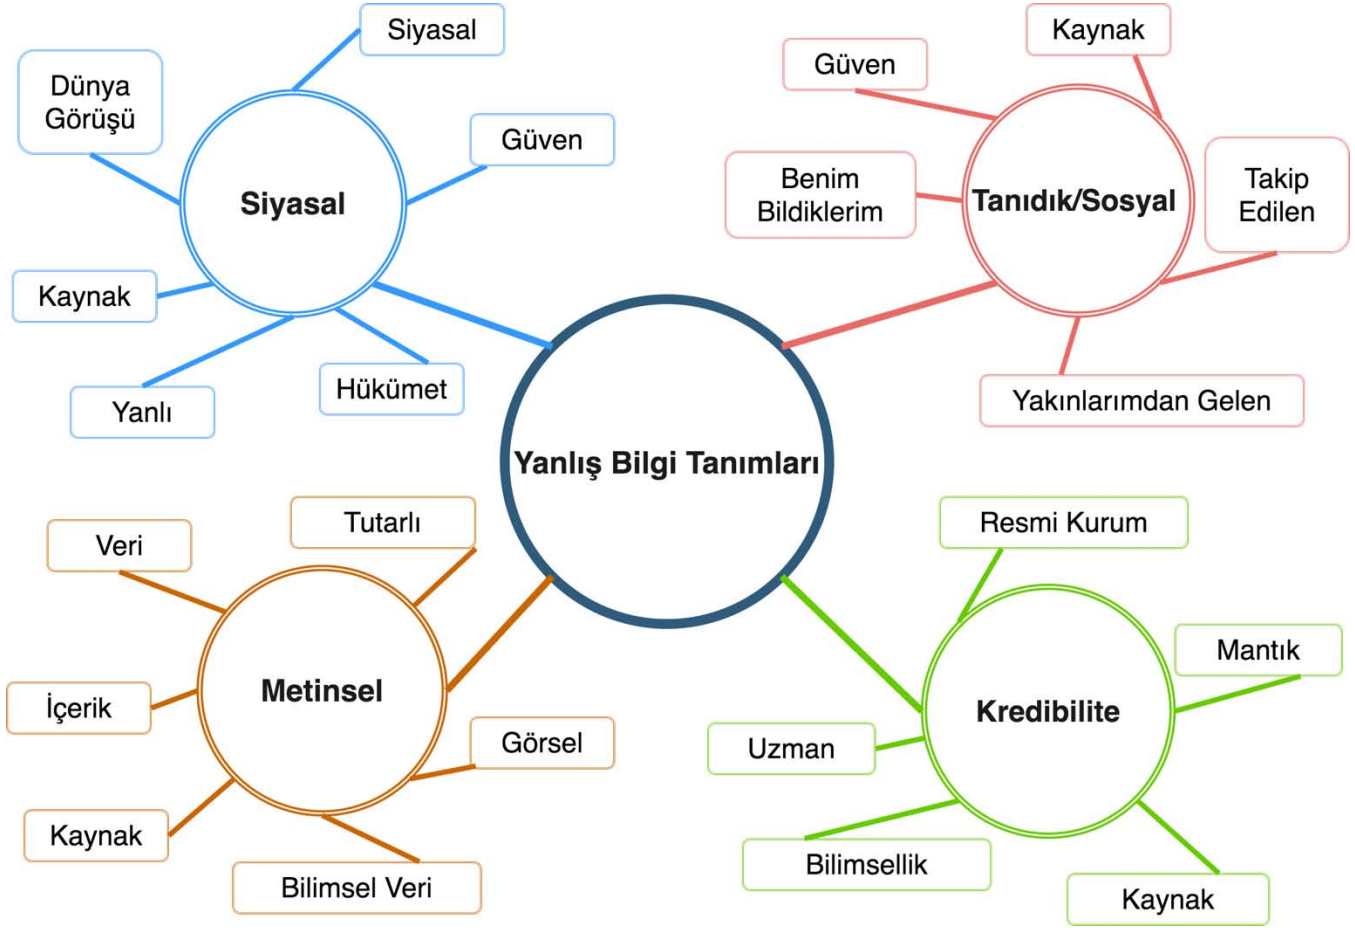 Siyasal
Dünya
Görüşü
Güven
Siyasal
Kaynak
Yanlı
Hükümet
Kaynak
Güven
Benim
Bildiklerim
Takip
Edilen
Tanıdık/Sosyal
Yakınlarımdan Gelen
Yanlış Bilgi Tanımları
Tutarlı
Veri
Metinsel
İçerik
Görsel
Kaynak
Bilimsel Veri
Resmi Kurum
Mantık
Kredibilite
Uzman
Bilimsellik
Kaynak